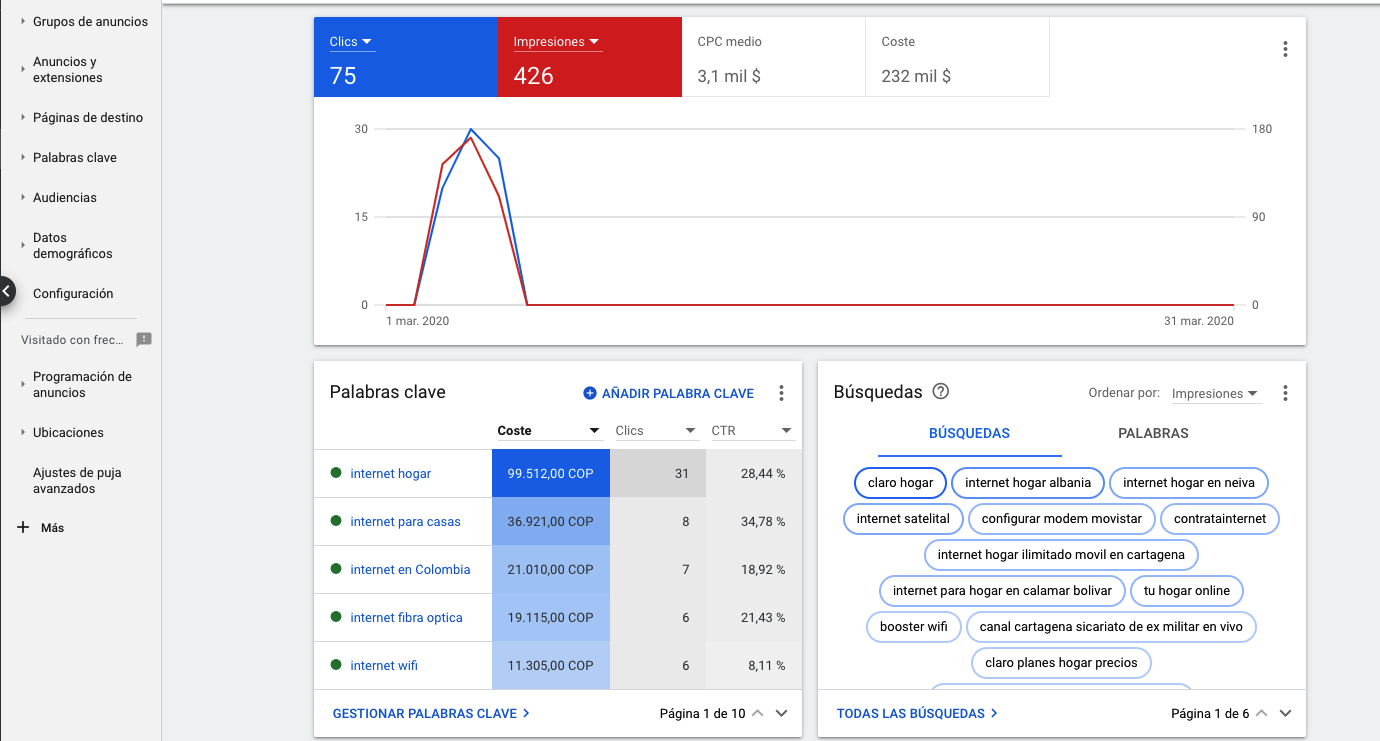 Grupos de anuncios
Anuncios y
extensiones
Páginas de destino
Palabras clave
Audiencias
Datos
demográficos
Configuración
Visitado con frec...
Programación de
anuncios
Ubicaciones
Ajustes de puja
avanzados
Más
Clics Impresiones CPC medio Coste
75 426 3,1 mil $ 232 mil $
30 180
15 90
0 0
1 mar. 2020 31 mar. 2020
Palabras clave AÑADIR PALABRA CLAVE
Coste Clics CTR
internet hogar 99.512,00 COP 31 28,44 %
internet para casas 36.921,00 COP 8 34,78 %
internet en Colombia 21.010,00 COP 7 18,92 %
internet fibra optica 19.115,00 COP 6 21,43 %
internet wifi 11.305,00 COP 6 8,11 %
GESTIONAR PALABRAS CLAVE Página 1 de 10
Búsquedas ? Ordenar por: Impresiones
BÚSQUEDAS PALABRAS
claro hogar internet hogar albania internet hogar en neiva
internet satelital configurar modem movistar contratainternet
internet hogar ilimitado movil en cartagena
internet para hogar en calamar bolivar tu hogar online
booster wifi canal cartagena sicariato de ex militar en vivo
claro planes hogar precios
TODAS LAS BÚSQUEDAS Página 1 de 6